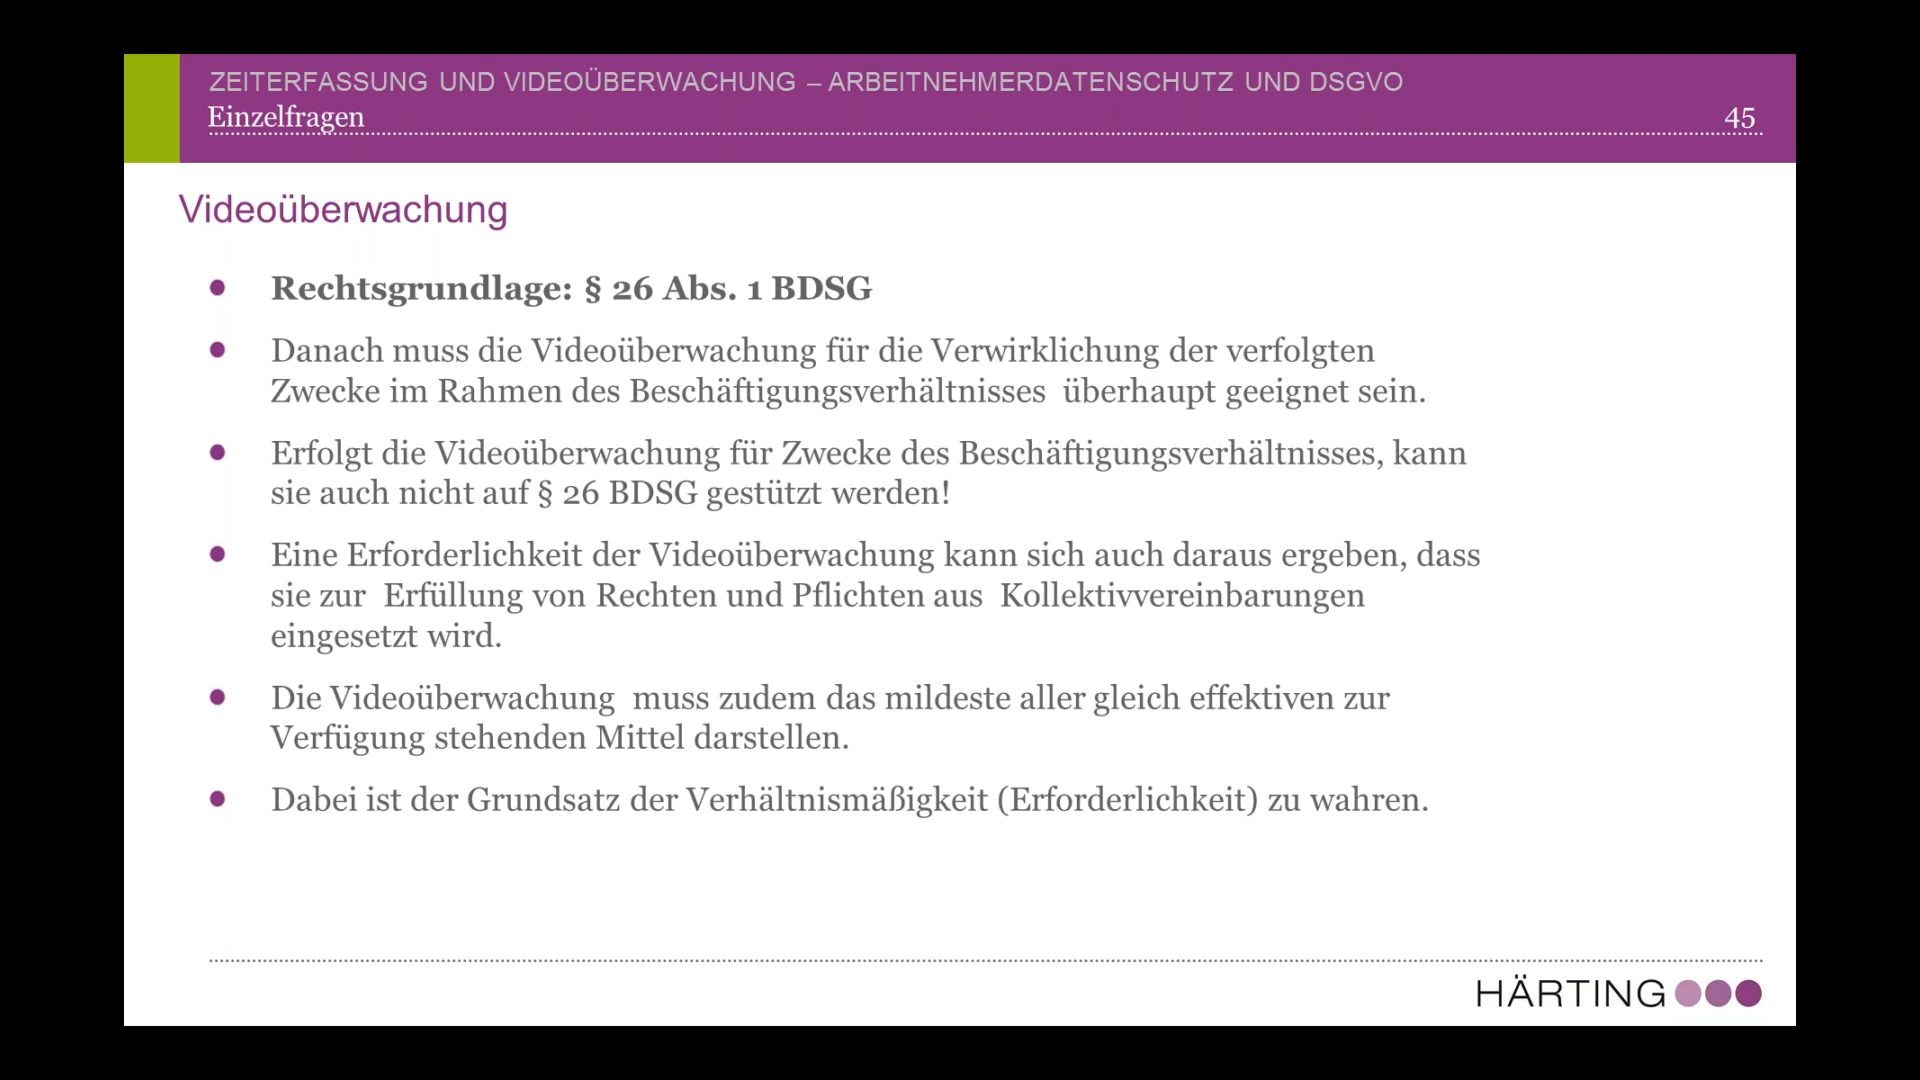 ZEITERFASSUNG UND VIDEOÜBERWACHUNG – ARBEITNEHMERDATENSCHUTZ UND DSGVO
Einzelfragen
45
Videoüberwachung
Rechtsgrundlage: § 26 Abs. 1 BDSG
Danach muss die Videoüberwachung für die Verwirklichung der verfolgten
Zwecke im Rahmen des Beschäftigungsverhältnisses überhaupt geeignet sein.
Erfolgt die Videoüberwachung für Zwecke des Beschäftigungsverhältnisses, kann
sie auch nicht auf § 26 BDSG gestützt werden!
Eine Erforderlichkeit der Videoüberwachung kann sich auch daraus ergeben, dass
sie zur Erfüllung von Rechten und Pflichten aus Kollektivvereinbarungen
eingesetzt wird.
Die Videoüberwachung muss zudem das mildeste aller gleich effektiven zur
Verfügung stehenden Mittel darstellen.
Dabei ist der Grundsatz der Verhältnismäßigkeit (Erforderlichkeit) zu wahren.
HÄRTING